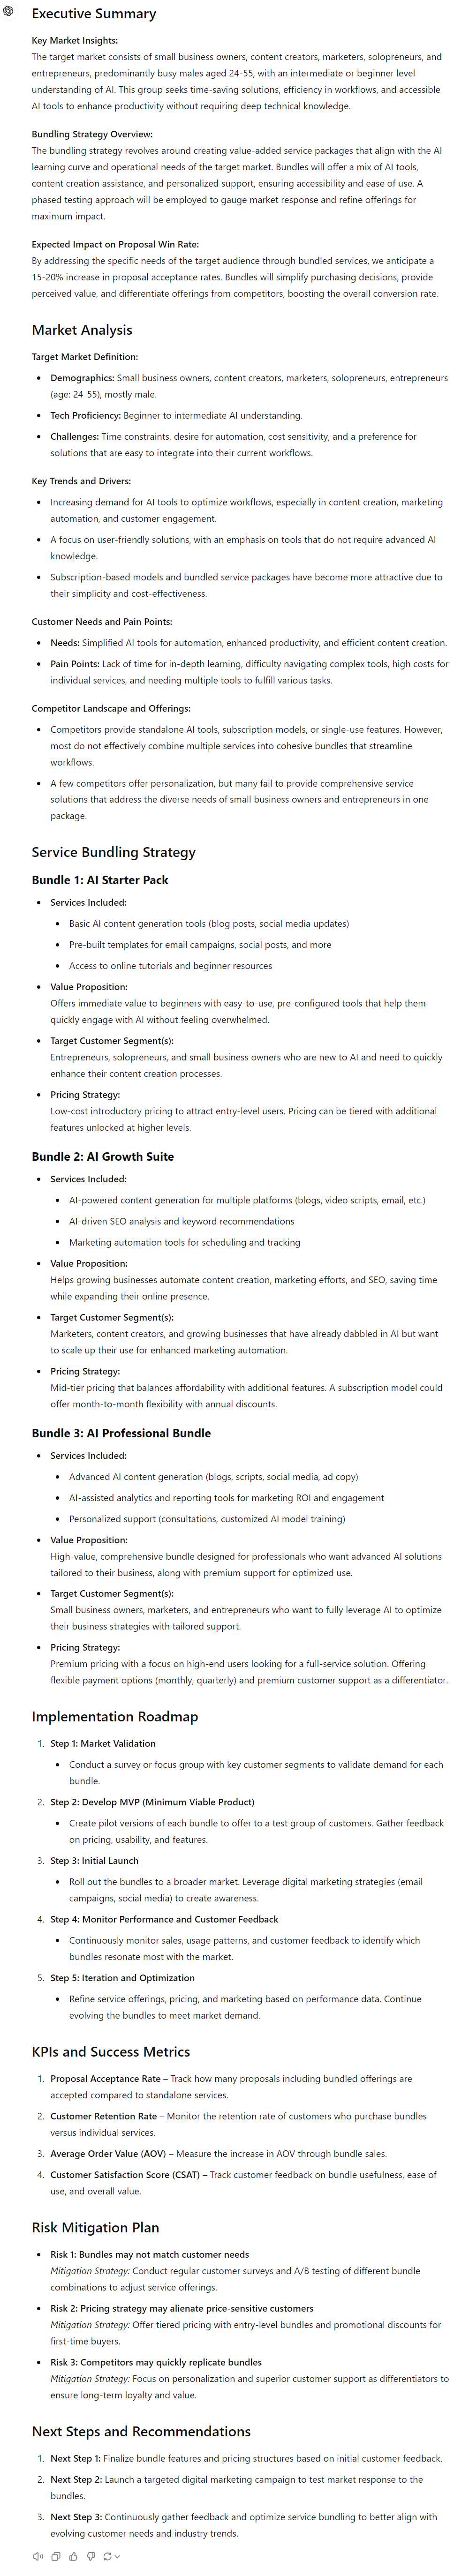 Executive Summary
Key Market Insights:
The target market consists of small business owners, content creators, marketers, solopreneurs, and
entrepreneurs, predominantly busy males aged 24-55, with an intermediate or beginner level
understanding of AI. This group seeks time-saving solutions, efficiency in workflows, and accessible
AI tools to enhance productivity without requiring deep technical knowledge.
Bundling Strategy Overview:
The bundling strategy revolves around creating value-added service packages that align with the AI
learning curve and operational needs of the target market. Bundles will offer a mix of AI tools,
content creation assistance, and personalized support, ensuring accessibility and ease of use. A
phased testing approach will be employed to gauge market response and refine offerings for
maximum impact.
Expected Impact on Proposal Win Rate:
By addressing the specific needs of the target audience through bundled services, we anticipate a
15-20% increase in proposal acceptance rates. Bundles will simplify purchasing decisions, provide
perceived value, and differentiate offerings from competitors, boosting the overall conversion rate.
Market Analysis
Target Market Definition:
• Demographics: Small business owners, content creators, marketers, solopreneurs, entrepreneurs
(age: 24-55), mostly male.
• Tech Proficiency: Beginner to intermediate AI understanding.
• Challenges: Time constraints, desire for automation, cost sensitivity, and a preference for
solutions that are easy to integrate into their current workflows.
Key Trends and Drivers:
• Increasing demand for AI tools to optimize workflows, especially in content creation, marketing
automation, and customer engagement.
• A focus on user-friendly solutions, with an emphasis on tools that do not require advanced AI
knowledge.
• Subscription-based models and bundled service packages have become more attractive due to
their simplicity and cost-effectiveness.
Customer Needs and Pain Points:
• Needs: Simplified AI tools for automation, enhanced productivity, and efficient content creation.
• Pain Points: Lack of time for in-depth learning, difficulty navigating complex tools, high costs for
individual services, and needing multiple tools to fulfill various tasks.
Competitor Landscape and Offerings:
• Competitors provide standalone AI tools, subscription models, or single-use features. However,
most do not effectively combine multiple services into cohesive bundles that streamline
workflows.
• A few competitors offer personalization, but many fail to provide comprehensive service
solutions that address the diverse needs of small business owners and entrepreneurs in one
package.
Service Bundling Strategy
Bundle 1: AI Starter Pack
• Services Included:
• Basic AI content generation tools (blog posts, social media updates)
• Pre-built templates for email campaigns, social posts, and more
• Access to online tutorials and beginner resources
• Value Proposition:
Offers immediate value to beginners with easy-to-use, pre-configured tools that help them
quickly engage with AI without feeling overwhelmed.
• Target Customer Segment(s):
Entrepreneurs, solopreneurs, and small business owners who are new to AI and need to quickly
enhance their content creation processes.
• Pricing Strategy:
Low-cost introductory pricing to attract entry-level users. Pricing can be tiered with additional
features unlocked at higher levels.
Bundle 2: AI Growth Suite
• Services Included:
• AI-powered content generation for multiple platforms (blogs, video scripts, email, etc.)
• AI-driven SEO analysis and keyword recommendations
• Marketing automation tools for scheduling and tracking
• Value Proposition:
Helps growing businesses automate content creation, marketing efforts, and SEO, saving time
while expanding their online presence.
• Target Customer Segment(s):
Marketers, content creators, and growing businesses that have already dabbled in AI but want
to scale up their use for enhanced marketing automation.
• Pricing Strategy:
Mid-tier pricing that balances affordability with additional features. A subscription model could
offer month-to-month flexibility with annual discounts.
Bundle 3: AI Professional Bundle
• Services Included:
• Advanced AI content generation (blogs, scripts, social media, ad copy)
• AI-assisted analytics and reporting tools for marketing ROI and engagement
• Personalized support (consultations, customized AI model training)
• Value Proposition:
High-value, comprehensive bundle designed for professionals who want advanced AI solutions
tailored to their business, along with premium support for optimized use.
• Target Customer Segment(s):
Small business owners, marketers, and entrepreneurs who want to fully leverage AI to optimize
their business strategies with tailored support.
• Pricing Strategy:
Premium pricing with a focus on high-end users looking for a full-service solution. Offering
flexible payment options (monthly, quarterly) and premium customer support as a differentiator.
Implementation Roadmap
1. Step 1: Market Validation
• Conduct a survey or focus group with key customer segments to validate demand for each
bundle.
2. Step 2: Develop MVP (Minimum Viable Product)
• Create pilot versions of each bundle to offer to a test group of customers. Gather feedback
on pricing, usability, and features.
3. Step 3: Initial Launch
• Roll out the bundles to a broader market. Leverage digital marketing strategies (email
campaigns, social media) to create awareness.
4. Step 4: Monitor Performance and Customer Feedback
• Continuously monitor sales, usage patterns, and customer feedback to identify which
bundles resonate most with the market.
5. Step 5: Iteration and Optimization
• Refine service offerings, pricing, and marketing based on performance data. Continue
evolving the bundles to meet market demand.
KPIs and Success Metrics
1. Proposal Acceptance Rate – Track how many proposals including bundled offerings are
accepted compared to standalone services.
2. Customer Retention Rate – Monitor the retention rate of customers who purchase bundles
versus individual services.
3. Average Order Value (AOV) – Measure the increase in AOV through bundle sales.
4. Customer Satisfaction Score (CSAT) – Track customer feedback on bundle usefulness, ease of
use, and overall value.
Risk Mitigation Plan
• Risk 1: Bundles may not match customer needs
Mitigation Strategy: Conduct regular customer surveys and A/B testing of different bundle
combinations to adjust service offerings.
• Risk 2: Pricing strategy may alienate price-sensitive customers
Mitigation Strategy: Offer tiered pricing with entry-level bundles and promotional discounts for
first-time buyers.
• Risk 3: Competitors may quickly replicate bundles
Mitigation Strategy: Focus on personalization and superior customer support as differentiators to
ensure long-term loyalty and value.
Next Steps and Recommendations
1. Next Step 1: Finalize bundle features and pricing structures based on initial customer feedback.
2. Next Step 2: Launch a targeted digital marketing campaign to test market response to the
bundles.
3. Next Step 3: Continuously gather feedback and optimize service bundling to better align with
evolving customer needs and industry trends.